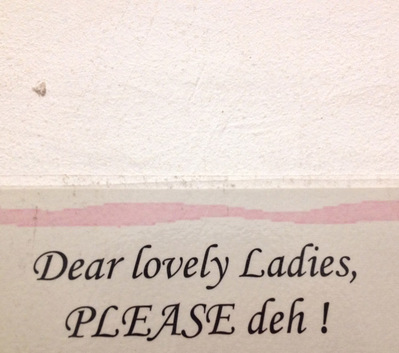 Dear lovely Ladies,
PLEASE deh !